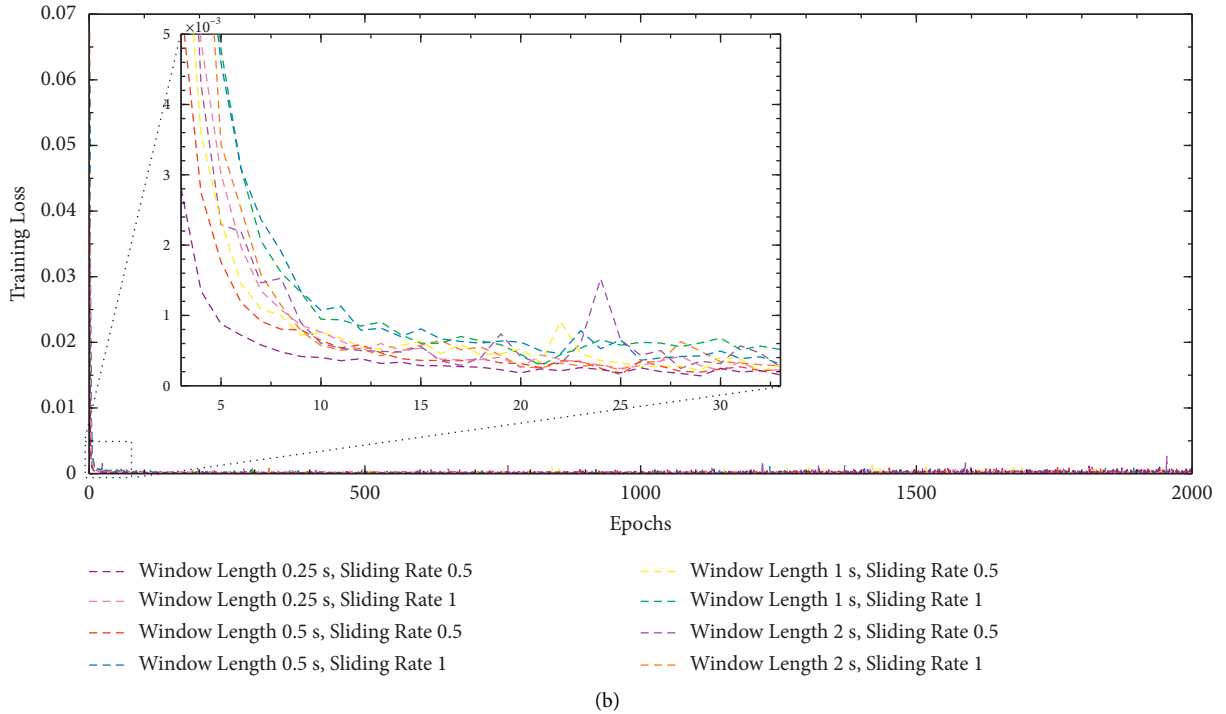 0.07
0.06
0.05
0.04
0.03
0.02
0.01
0
Training Loss
×10⁻³
5
4
3
2
1
0
5 10 15 20 25 30
0 500 1000 1500 2000
Epochs
Window Length 0.25 s, Sliding Rate 0.5
Window Length 0.25 s, Sliding Rate 1
Window Length 0.5 s, Sliding Rate 0.5
Window Length 0.5 s, Sliding Rate 1
Window Length 1 s, Sliding Rate 0.5
Window Length 1 s, Sliding Rate 1
Window Length 2 s, Sliding Rate 0.5
Window Length 2 s, Sliding Rate 1
(b)